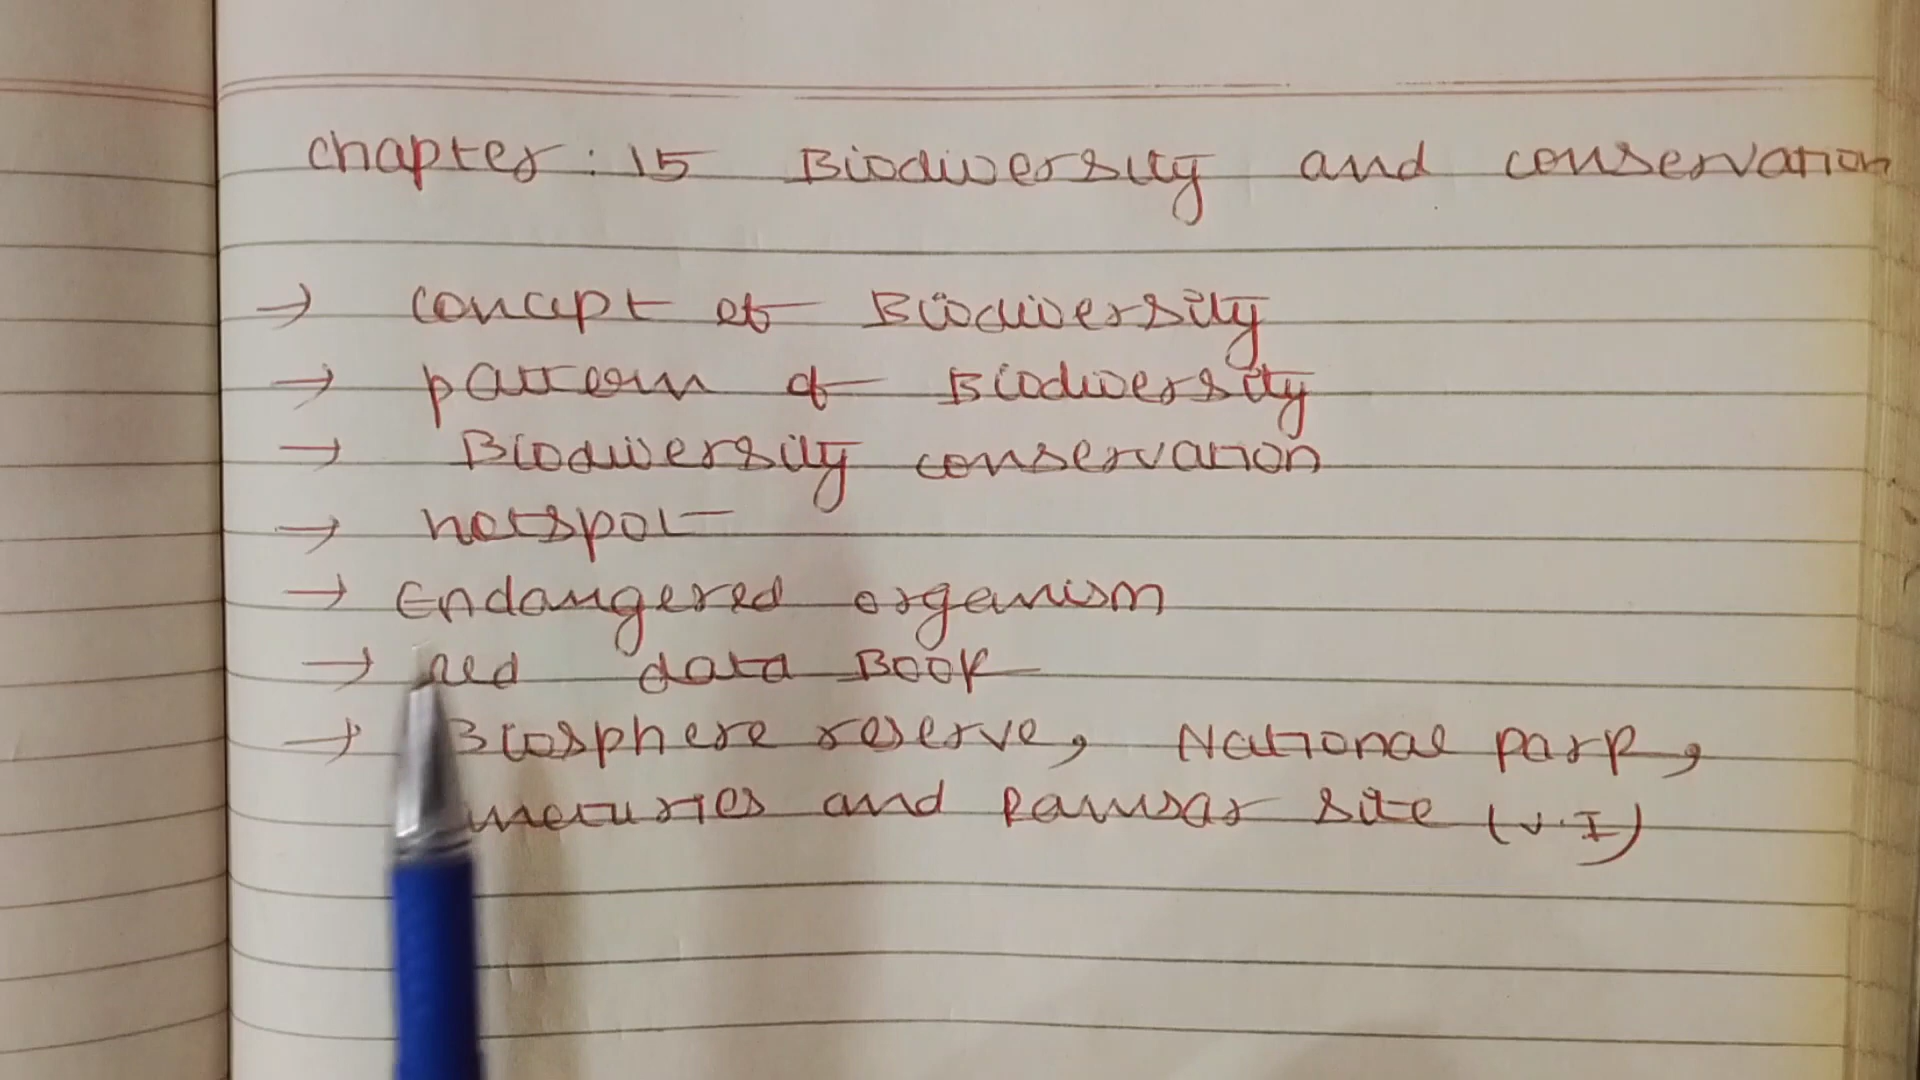 chapter : 15 Biodiversity and conservation
→ concept of Biodiversity
→ pattern of Biodiversity
→ Biodiversity conservation
→ hotspot
→ Endangered organism
→ red data Book
→ Biosphere reserve, National park,
and Ramsar site (v.I)